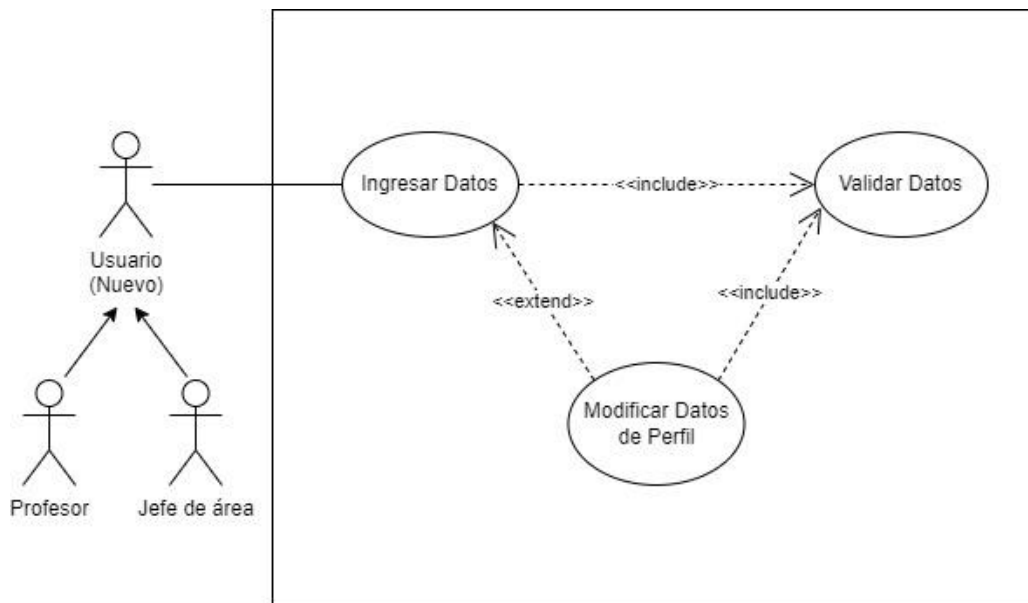 Ingresar Datos
<<include>>
Validar Datos
Usuario
(Nuevo)
<<extend>>
<<include>>
Modificar Datos
de Perfil
Profesor
Jefe de área